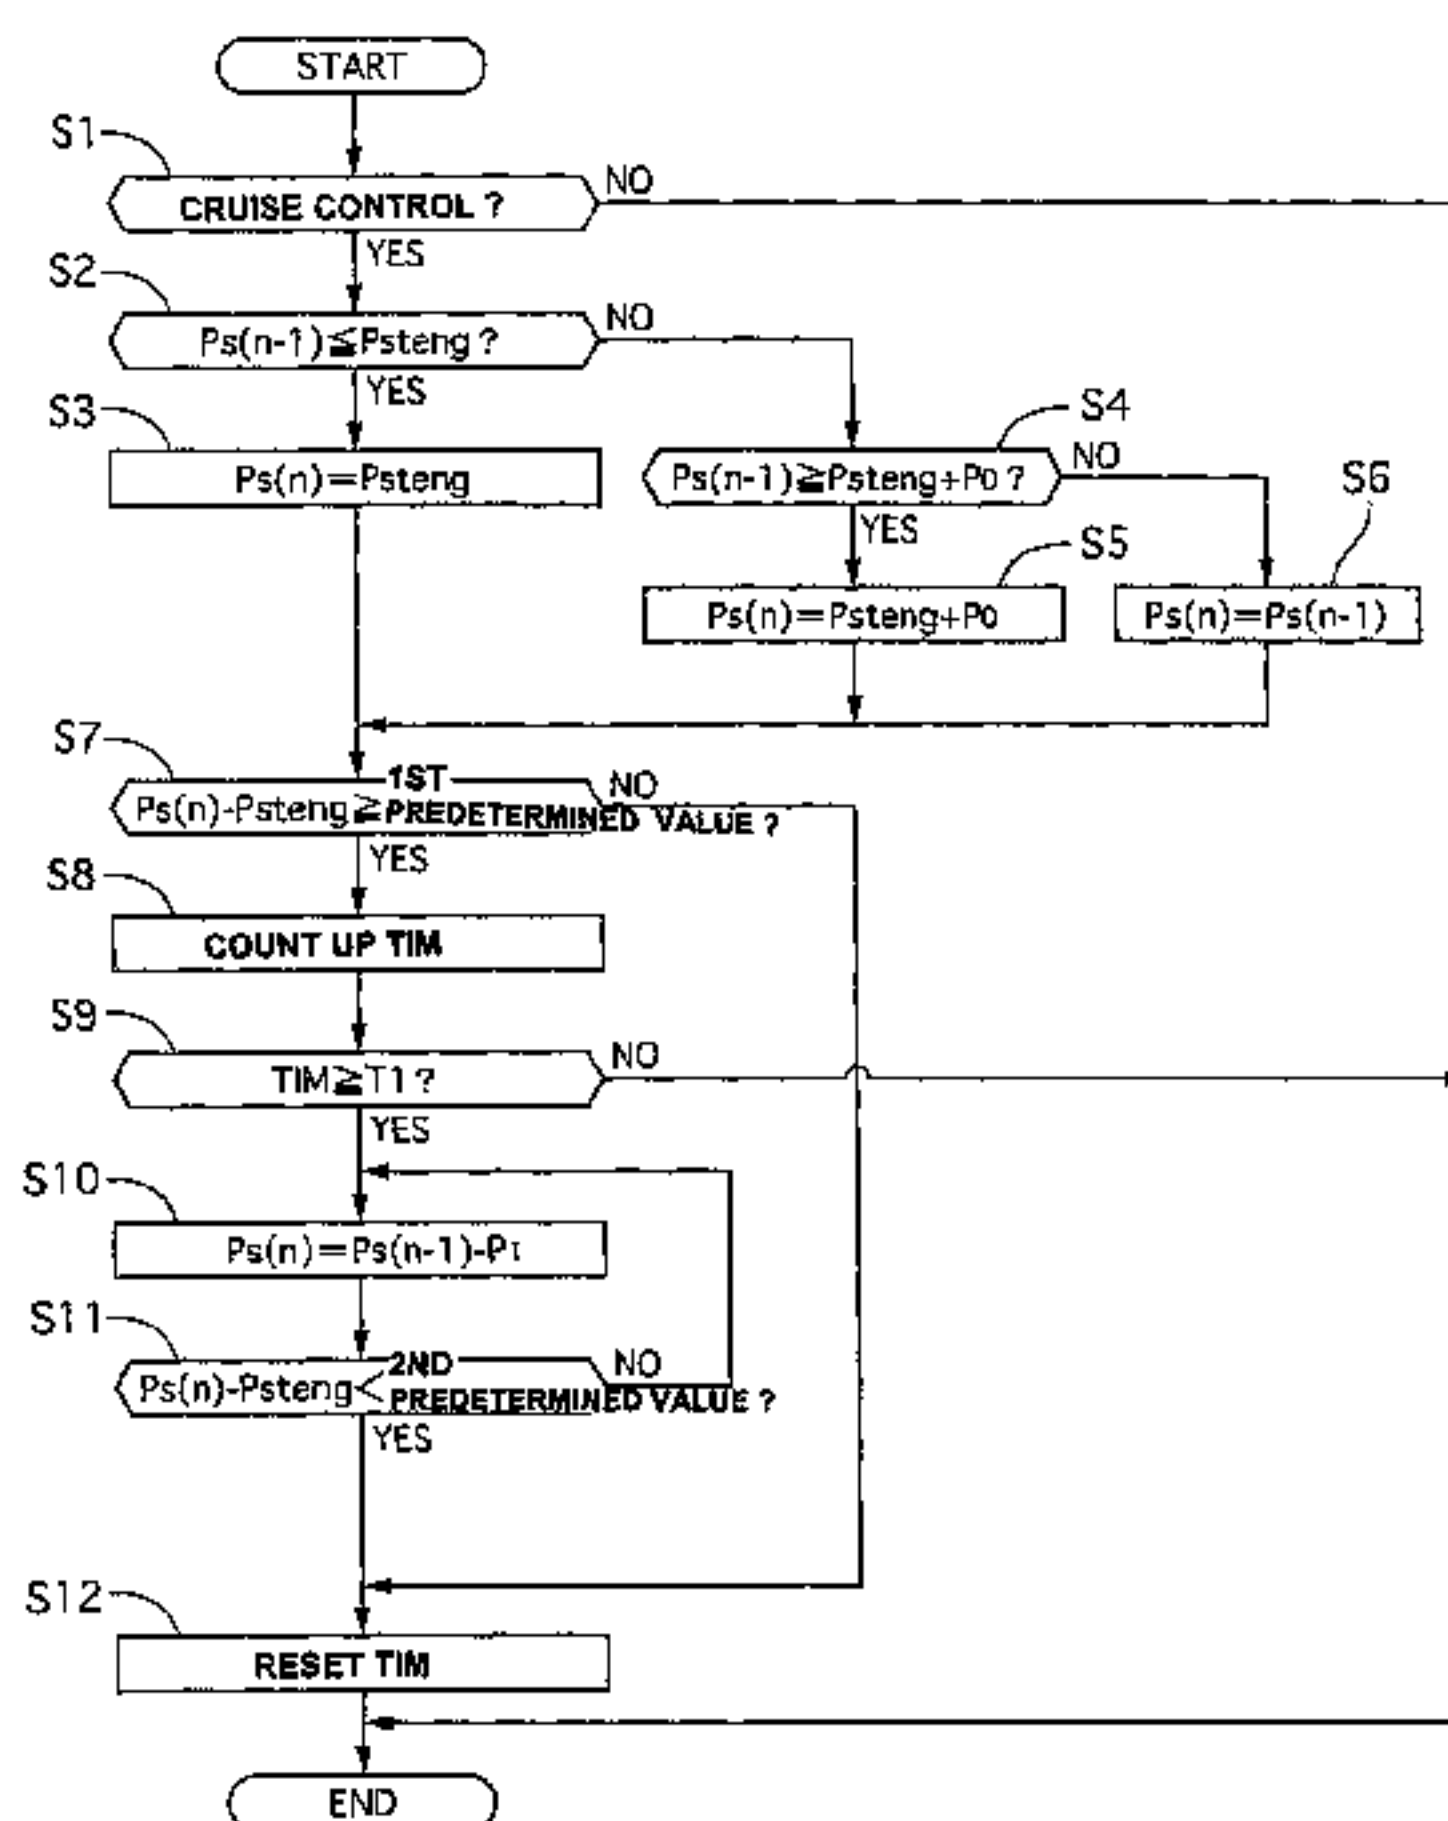 START
S1
CRUISE CONTROL ?
NO
YES
S2
Ps(n-1)≦Psteng ?
NO
YES
S3
Ps(n)=Psteng
S4
Ps(n-1)≧Psteng+Po ?
NO
YES
S5
Ps(n)=Psteng+Po
S6
Ps(n)=Ps(n-1)
S7
Ps(n)-Psteng≧1ST
PREDETERMINED VALUE ?
NO
YES
S8
COUNT UP TIM
S9
TIM≧T1 ?
NO
YES
S10
Ps(n)=Ps(n-1)-P1
S11
Ps(n)-Psteng<2ND
PREDETERMINED VALUE ?
NO
YES
S12
RESET TIM
END